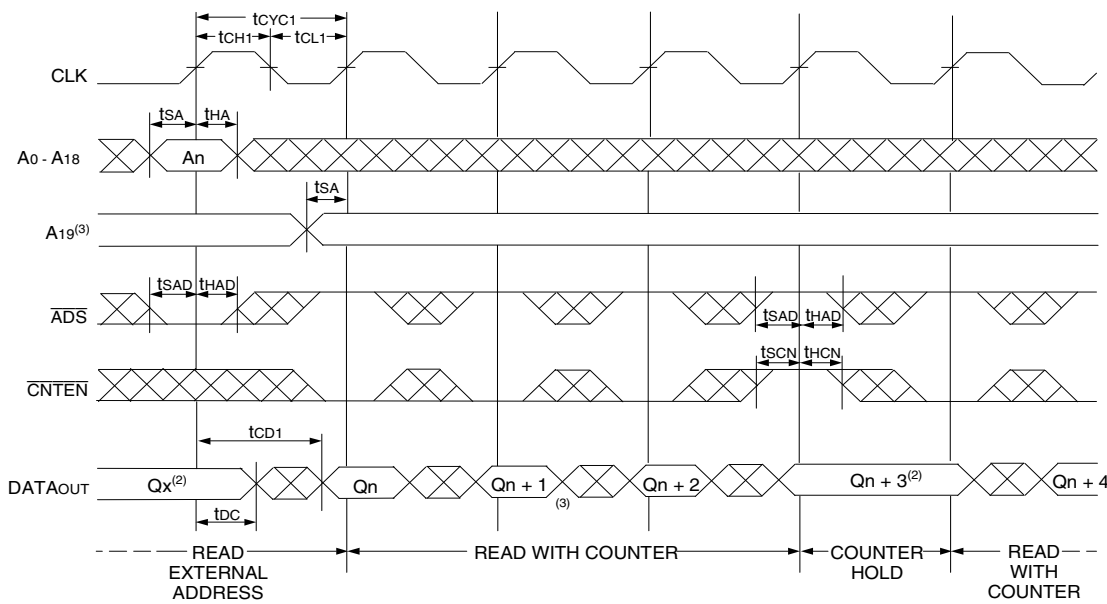 tCYC1
tCH1 tCL1
CLK
tSA tHA
A0 - A18 An
tSA
A19(3)
tSAD tHAD
ADS
tSAD tHAD
tSCN tHCN
CNTEN
tCD1
DATAOUT Qx(2) Qn Qn + 1 Qn + 2 Qn + 3(2) Qn + 4
(3)
tDC
READ EXTERNAL ADDRESS
READ WITH COUNTER
COUNTER HOLD
READ WITH COUNTER